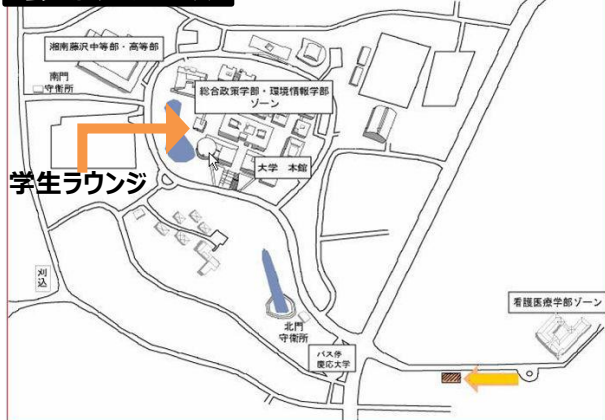 湘南藤沢中等部・高等部
南門
守衛所
総合政策学部・環境情報学部
ゾーン
大学 本館
学生ラウンジ
刈込
看護医療学部ゾーン
北門
守衛所
バス停
慶応大学